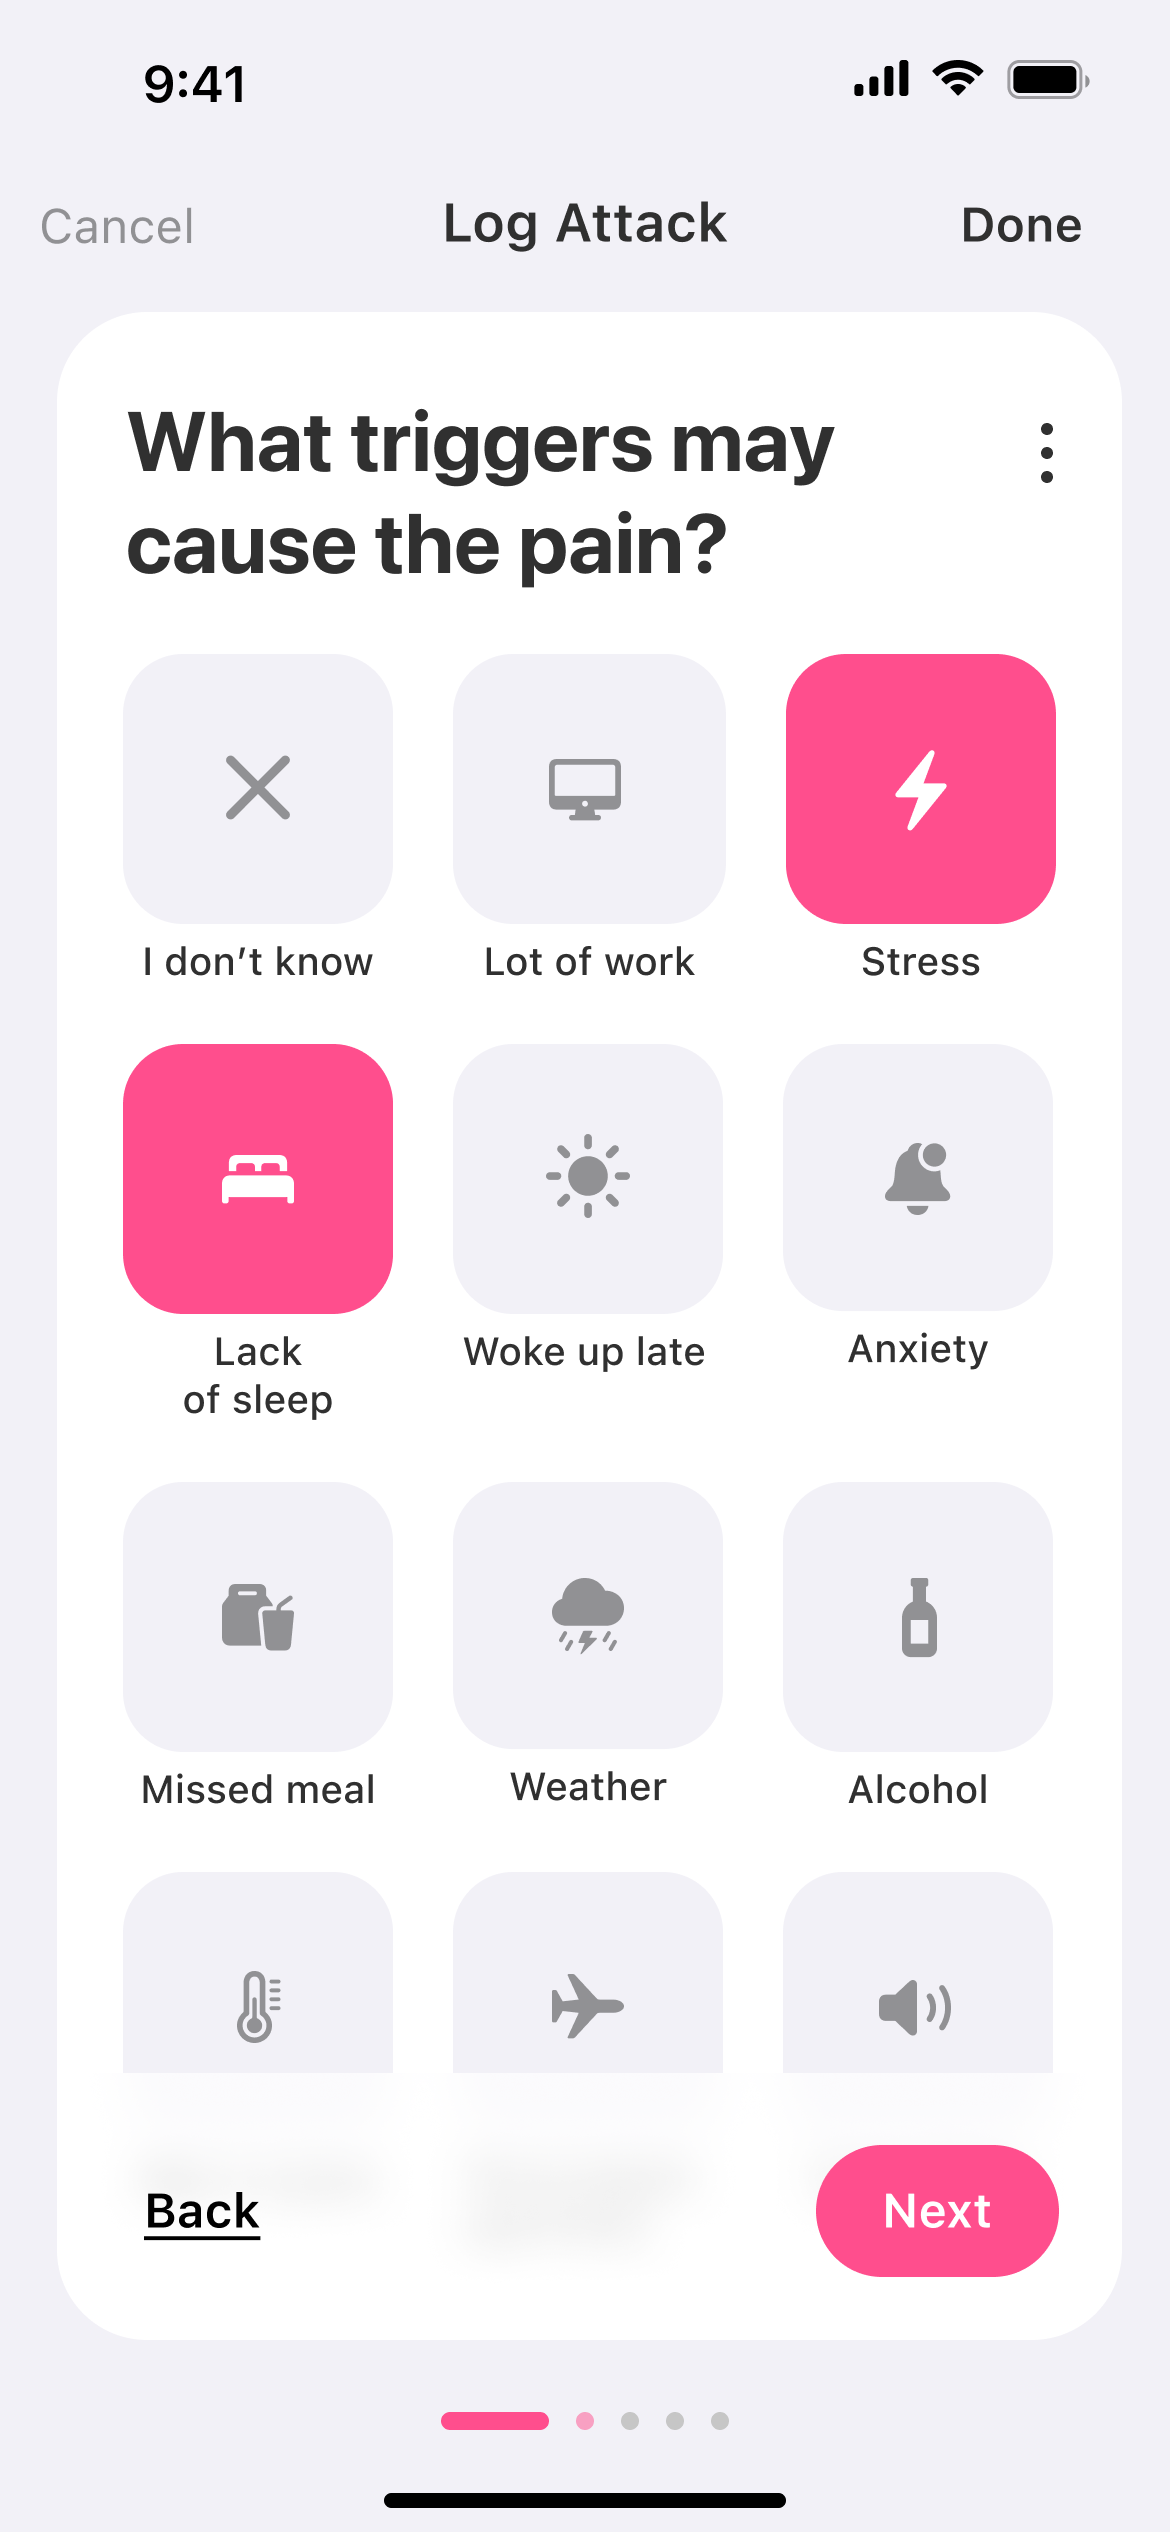 9:41
Cancel
Log Attack
Done
What triggers may
cause the pain?
I don’t know
Lot of work
Stress
Lack
of sleep
Woke up late
Anxiety
Missed meal
Weather
Alcohol
Back
Next